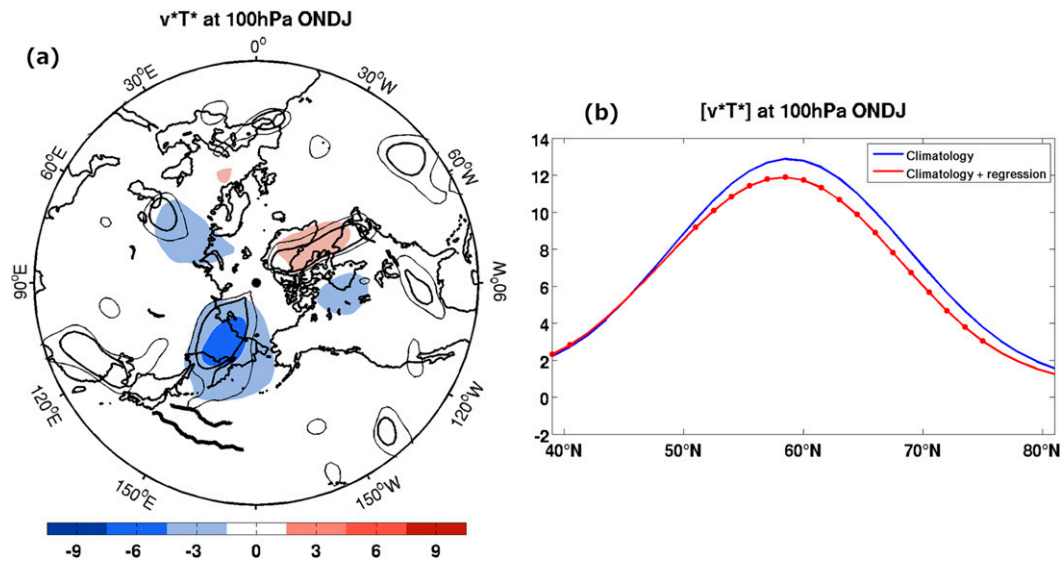 v*T* at 100hPa ONDJ
(a)
0°
30°E
30°W
60°E
60°W
90°E
90°W
120°E
120°W
150°E
150°W
-9 -6 -3 0 3 6 9
(b) [v*T*] at 100hPa ONDJ
14
12
10
8
6
4
2
0
-2
Climatology
Climatology + regression
40°N 50°N 60°N 70°N 80°N